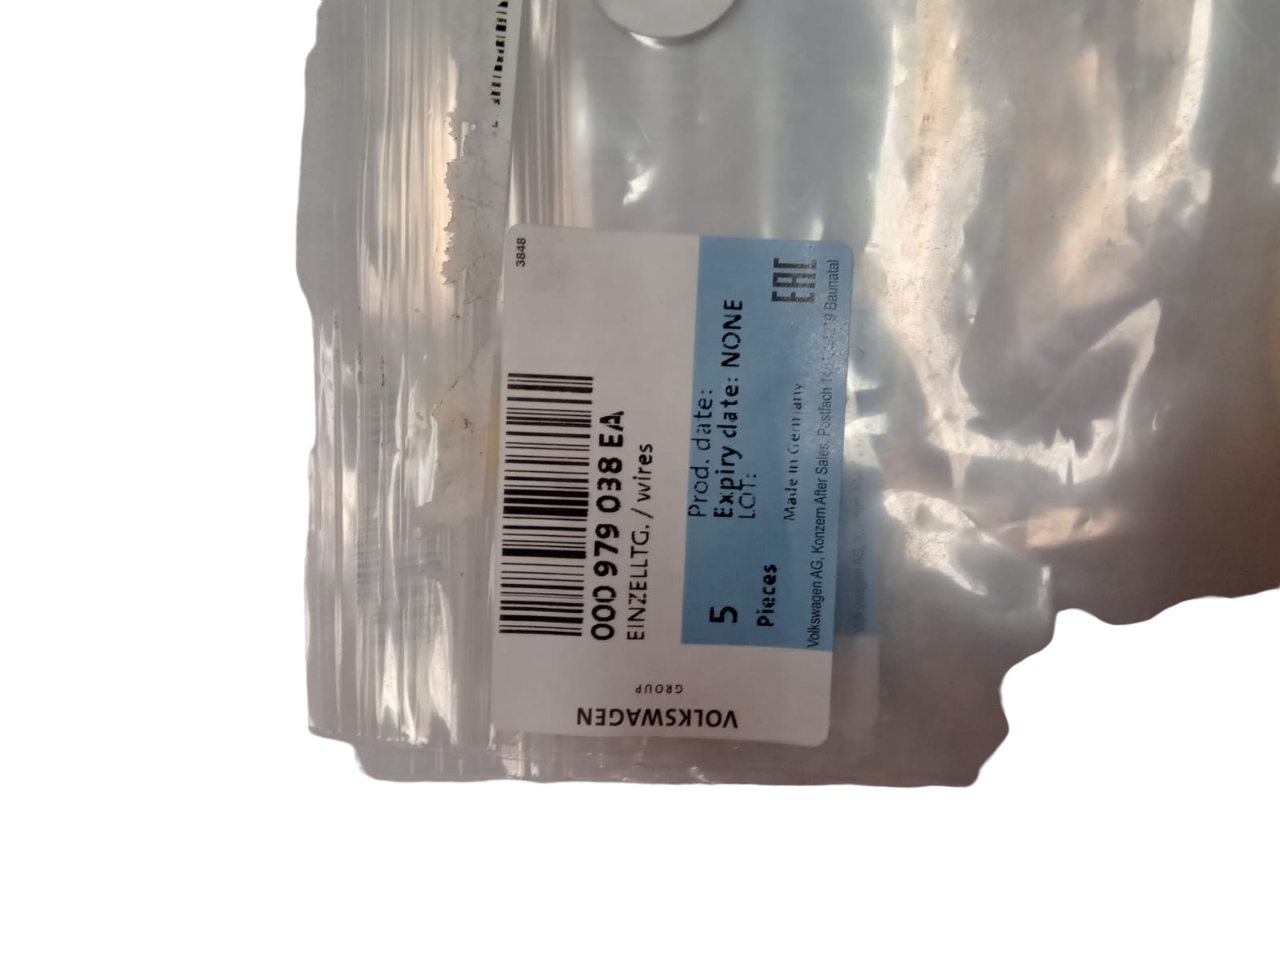 3848
000 979 038 EA
EINZELLTG. / wires
Prod. date:
Expiry date: NONE
LOT:
5
Pieces
Made in Germany
EAC
Volkswagen AG, Konzern After Sales, Postfach Baunatal
VOLKSWAGEN
GROUP